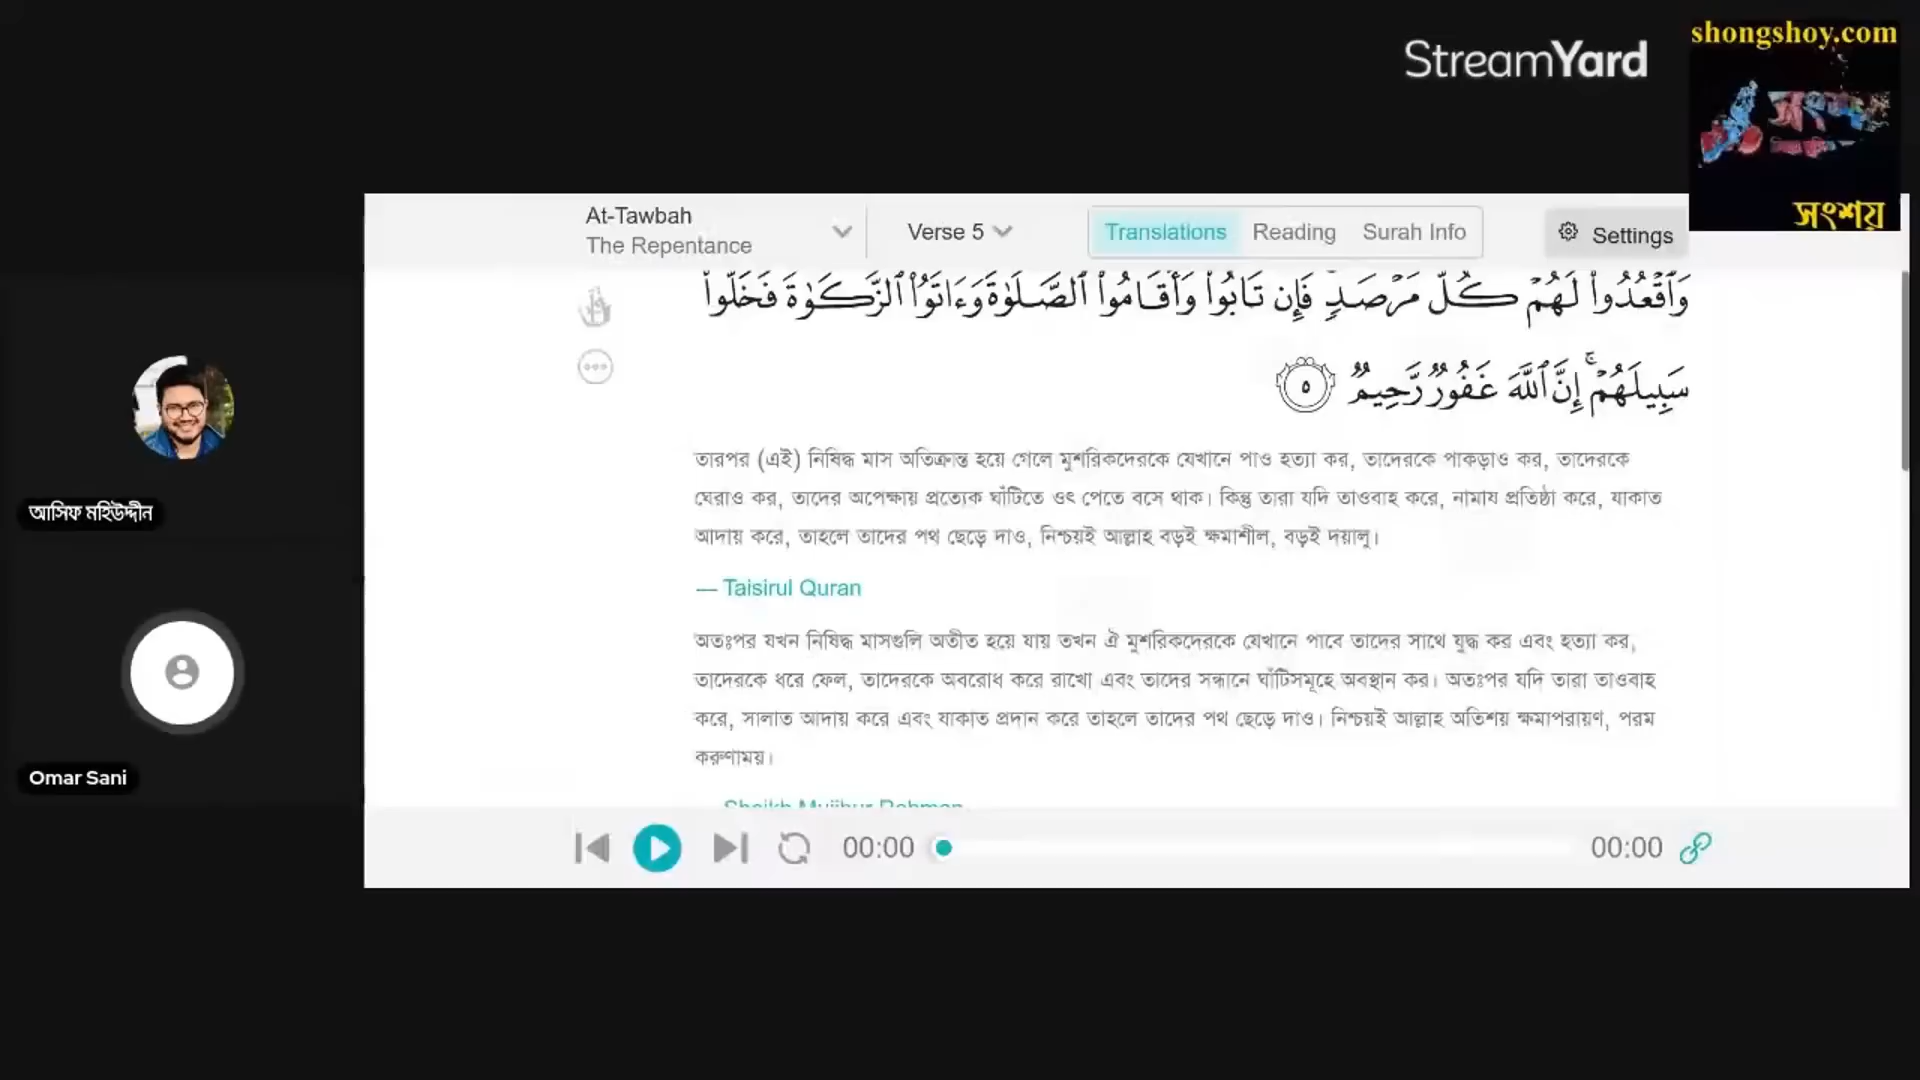 shongshoy.com
StreamYard
সংশয়
At-Tawbah
The Repentance
Verse 5
Translations
Reading
Surah Info
Settings
وَٱقْعُدُوا۟ لَهُمْ كُلَّ مَرْصَدٍ ۚ فَإِن تَابُوا۟ وَأَقَامُوا۟ ٱلصَّلَوٰةَ وَءَاتَوُا۟ ٱلزَّكَوٰةَ فَخَلُّوا۟
سَبِيلَهُمْ ۚ إِنَّ ٱللَّهَ غَفُورٌ رَّحِيمٌ ٥
তারপর (এই) নিষিদ্ধ মাস অতিক্রান্ত হয়ে গেলে মুশরিকদেরকে যেখানে পাও হত্যা কর, তাদেরকে পাকড়াও কর, তাদেরকে
ঘেরাও কর, তাদের অপেক্ষায় প্রত্যেক ঘাঁটিতে ওৎ পেতে বসে থাক। কিন্তু তারা যদি তাওবাহ করে, নামায প্রতিষ্ঠা করে, যাকাত
আদায় করে, তাহলে তাদের পথ ছেড়ে দাও, নিশ্চয়ই আল্লাহ বড়ই ক্ষমাশীল, বড়ই দয়ালু।
— Taisirul Quran
অতঃপর যখন নিষিদ্ধ মাসগুলি অতীত হয়ে যায় তখন ঐ মুশরিকদেরকে যেখানে পাবে তাদের সাথে যুদ্ধ কর এবং হত্যা কর,
তাদেরকে ধরে ফেল, তাদেরকে অবরোধ করে রাখো এবং তাদের সন্ধানে ঘাঁটিসমূহে অবস্থান কর। অতঃপর যদি তারা তাওবাহ
করে, সালাত আদায় করে এবং যাকাত প্রদান করে তাহলে তাদের পথ ছেড়ে দাও। নিশ্চয়ই আল্লাহ অতিশয় ক্ষমাপরায়ণ, পরম
করুণাময়।
Sheikh Mujibur Rahman
00:00
00:00
আসিফ মহিউদ্দীন
Omar Sani